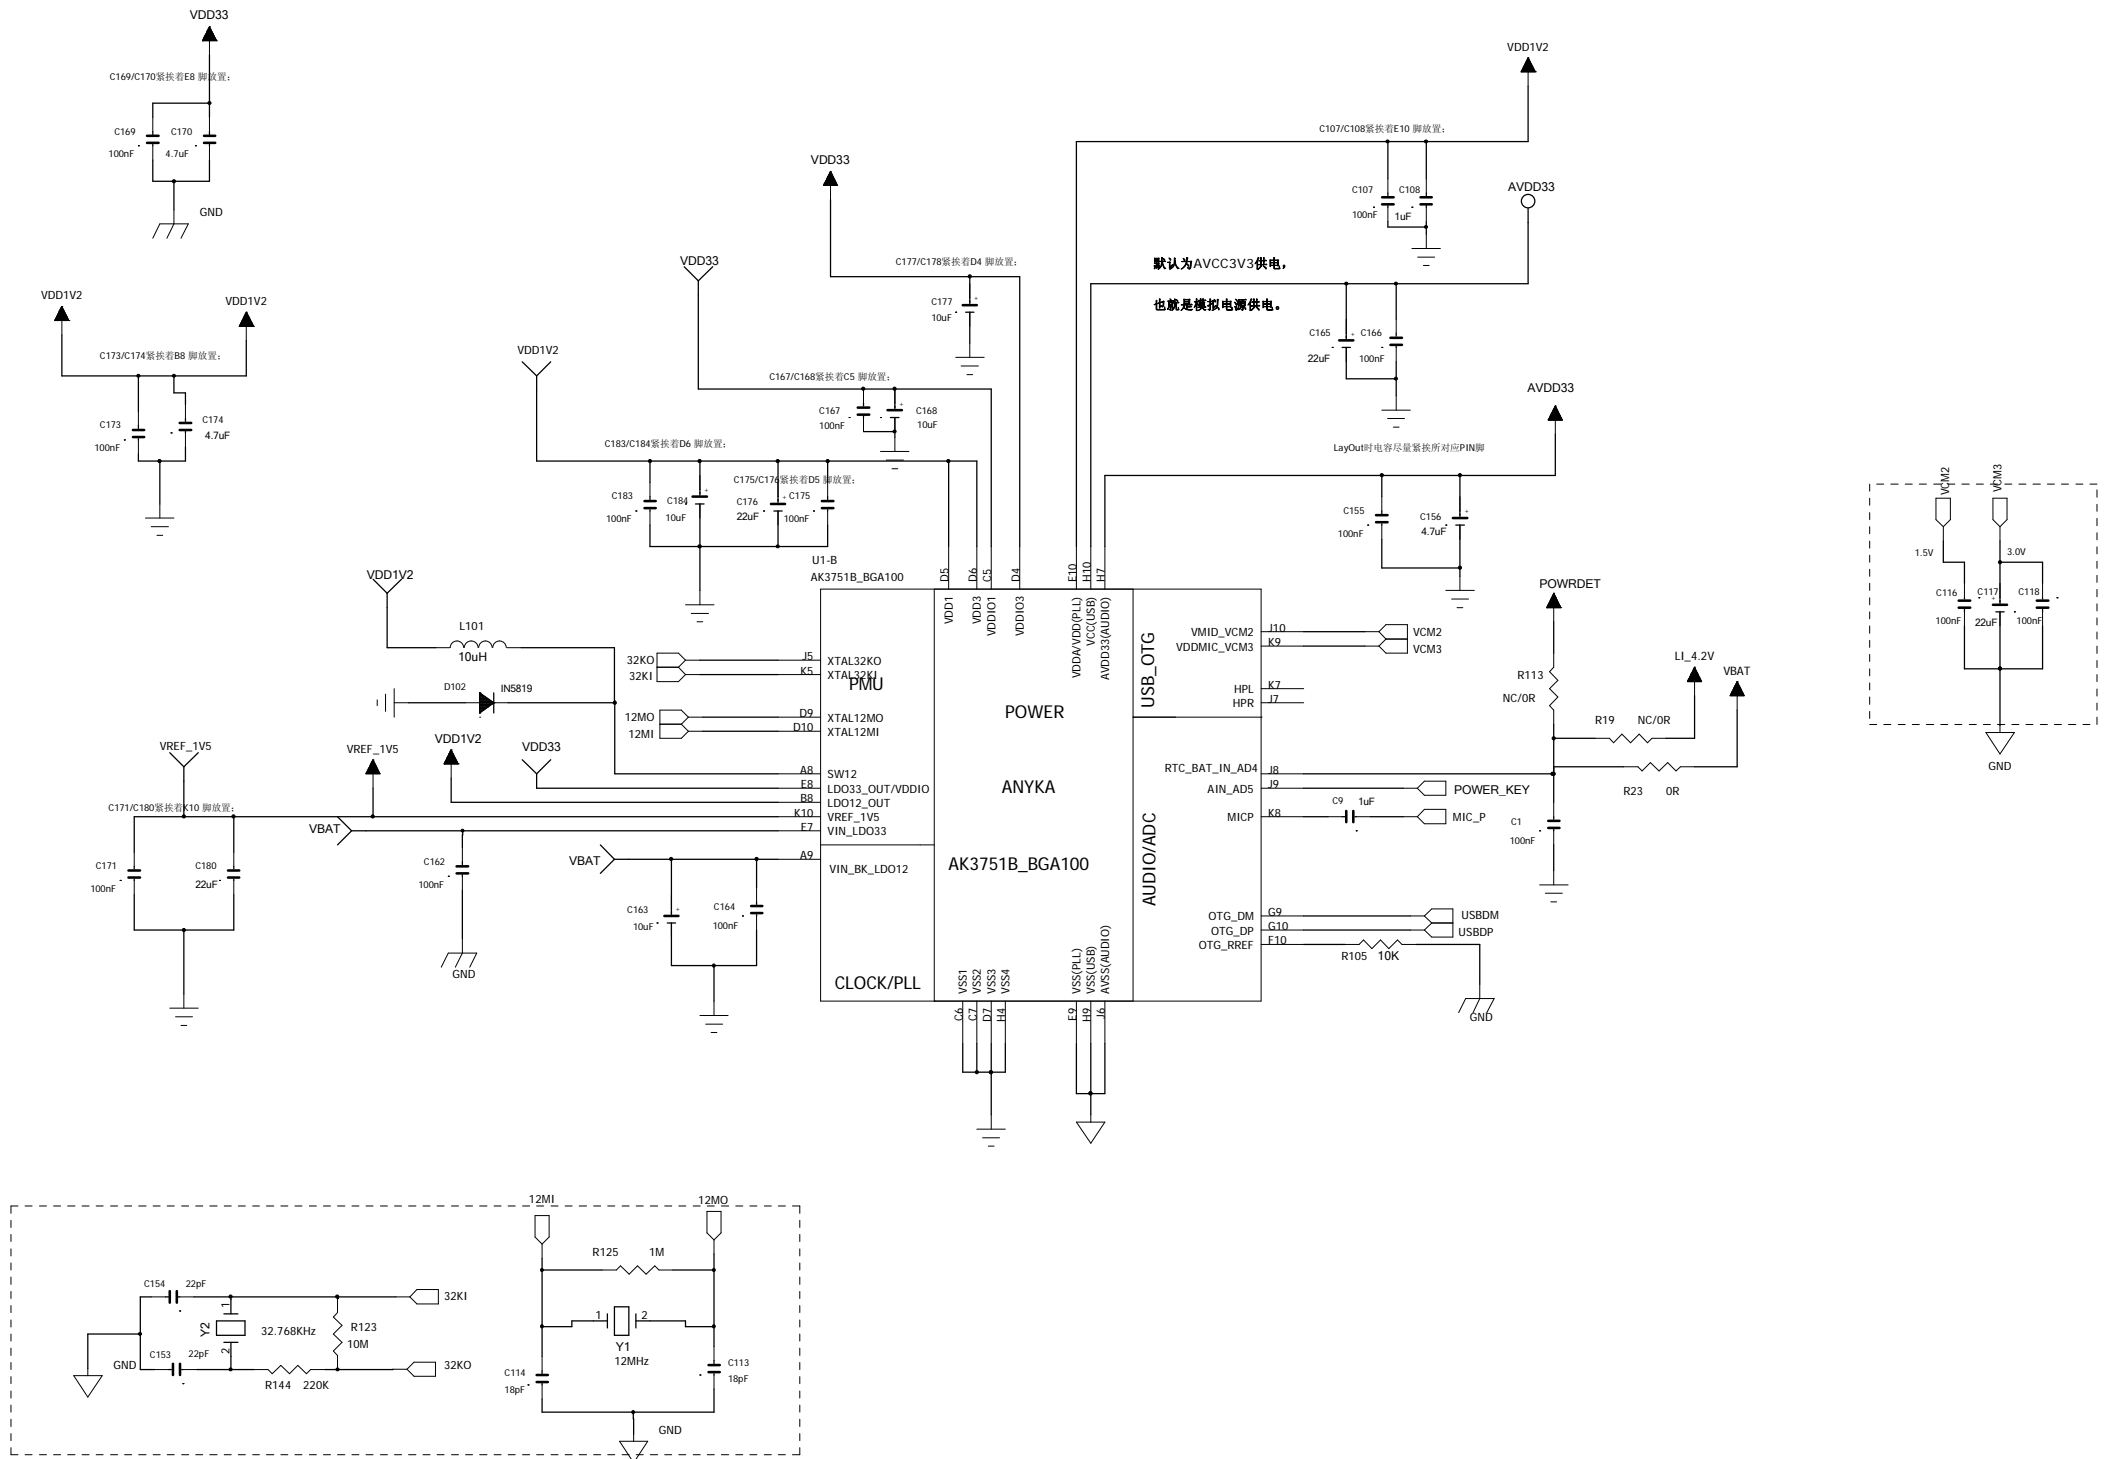 VDD33
C169/C170紧挨着E8 脚放置;
C169
100nF
C170
4.7uF
GND
VDD1V2
VDD1V2
C173/C174紧挨着B8 脚放置;
C173
100nF
C174
4.7uF
VDD33
C177/C178紧挨着D4 脚放置;
C177
+
10uF
VDD33
C167/C168紧挨着C5 脚放置;
C167
100nF
+
C168
10uF
VDD1V2
C183/C184紧挨着D6 脚放置;
C175/C176紧挨着D5 脚放置;
C183
100nF
C184
+
10uF
C176
+
22uF
C175
100nF
VDD1V2
C107/C108紧挨着E10 脚放置;
C107
100nF
C108
1uF
AVDD33
默认为AVCC3V3供电,
也就是模拟电源供电。
C165
+
22uF
C166
100nF
AVDD33
LayOut时电容尽量紧挨所对应PIN脚
C155
100nF
C156
+
4.7uF
VCM2
VCM3
1.5V
3.0V
C116
100nF
C117
+
22uF
C118
100nF
GND
U1-B
AK3751B_BGA100
D5
D6
C5
D4
E10
H10
H7
VDD1
VDD3
VDDIO1
VDDIO3
VDDA/VDD(PLL)
VCC(USB)
AVDD33(AUDIO)
VDD1V2
L101
10uH
D102
IN5819
32KO
J5
XTAL32KO
32KI
K5
XTAL32KI
PMU
12MO
D9
XTAL12MO
12MI
D10
XTAL12MI
A8
SW12
E8
LDO33_OUT/VDDIO
B8
LDO12_OUT
K10
VREF_1V5
F7
VIN_LDO33
A9
VIN_BK_LDO12
CLOCK/PLL
POWER
ANYKA
AK3751B_BGA100
USB_OTG
AUDIO/ADC
VMID_VCM2
J10
VCM2
VDDMIC_VCM3
K9
VCM3
HPL
K7
HPR
J7
RTC_BAT_IN_AD4
J8
AIN_AD5
J9
POWER_KEY
MICP
K8
C9
1uF
MIC_P
OTG_DM
G9
USBDM
OTG_DP
G10
USBDP
OTG_RREF
F10
R105
10K
GND
POWRDET
R113
NC/0R
LI_4.2V
VBAT
R19
NC/0R
R23
0R
C1
100nF
VREF_1V5
VREF_1V5
VDD1V2
VDD33
C171/C180紧挨着K10 脚放置;
C171
100nF
C180
22uF
VBAT
C162
100nF
GND
VBAT
C163
+
10uF
C164
100nF
VSS1
VSS2
VSS3
VSS4
VSS(PLL)
VSS(USB)
AVSS(AUDIO)
C6
C7
D7
H4
E9
H9
J6
C154
22pF
32KI
1
Y2
2
32.768KHz
R123
10M
GND
C153
22pF
R144
220K
32KO
12MI
12MO
R125
1M
1
2
Y1
12MHz
C114
18pF
C113
18pF
GND